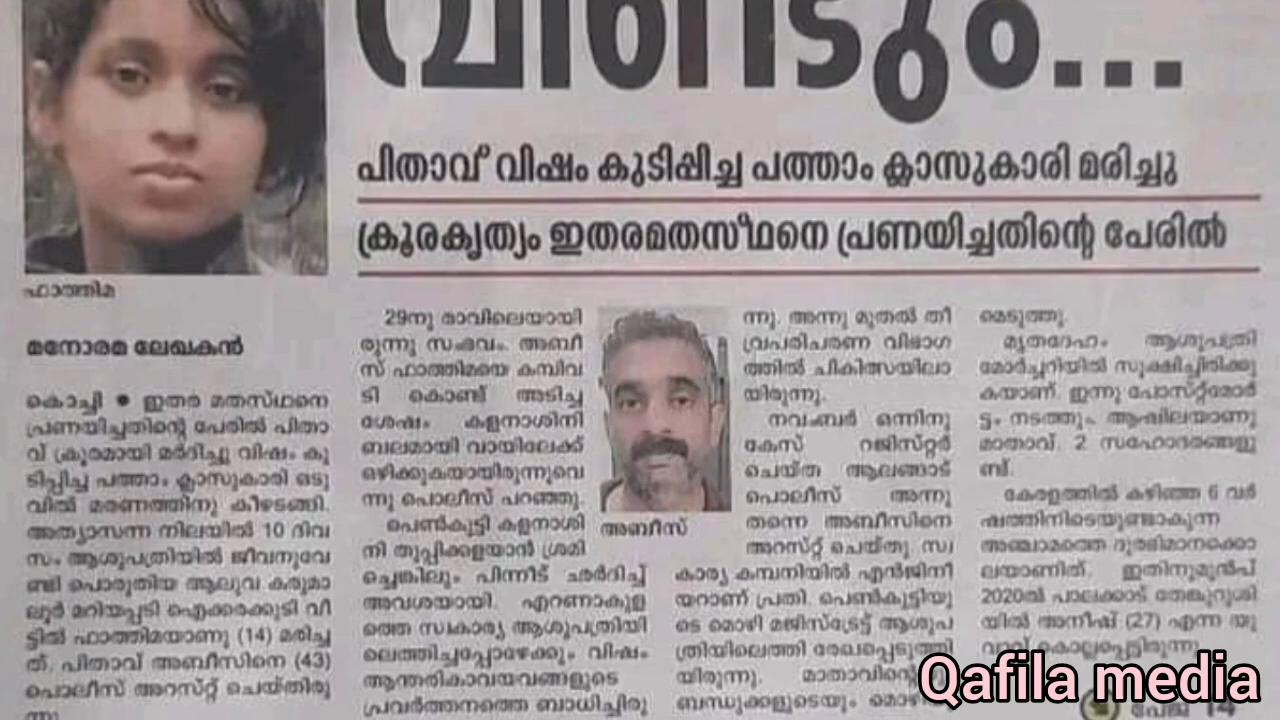 വീണ്ടും...
പിതാവ് വിഷം കുടിപ്പിച്ച പത്താം ക്ലാസുകാരി മരിച്ചു
ക്രൂരകൃത്യം ഇതരമതസ്ഥനെ പ്രണയിച്ചതിന്റെ പേരിൽ
ഫാത്തിമ
മനോരമ ലേഖകൻ
കൊച്ചി ● ഇതര മതസ്ഥനെ
പ്രണയിച്ചതിന്റെ പേരിൽ പിതാ
വ് ക്രൂരമായി മർദിച്ചു വിഷം കു
ടിപ്പിച്ച പത്താം ക്ലാസുകാരി ഒടു
വിൽ മരണത്തിനു കീഴടങ്ങി.
അത്യാസന്ന നിലയിൽ 10 ദിവ
സം ആശുപത്രിയിൽ ജീവനുവേ
ണ്ടി പൊരുതിയ ആലുവ കരുമാ
ലൂർ മറിയപ്പടി ഐക്കരക്കുടി വീ
ട്ടിൽ ഫാത്തിമയാണു (14) മരിച്ച
ത്. പിതാവ് അബീസിനെ (43)
പൊലീസ് അറസ്റ്റ് ചെയ്തിരു
ന്നു.
29നു രാവിലെയായി
രുന്നു സംഭവം. അബീ
സ് ഫാത്തിമയെ കമ്പിവ
ടി കൊണ്ട് അടിച്ച
ശേഷം കളനാശിനി
ബലമായി വായിലേക്ക്
ഒഴിക്കുകയായിരുന്നുവെ
ന്നു പൊലീസ് പറഞ്ഞു.
പെൺകുട്ടി കളനാശി
നി തുപ്പിക്കളയാൻ ശ്രമി
ച്ചെങ്കിലും പിന്നീട് ഛർദിച്ച്
അവശയായി. എറണാകുള
ത്തെ സ്വകാര്യ ആശുപത്രിയി
ലെത്തിച്ചപ്പോഴേക്കും വിഷം
ആന്തരികാവയവങ്ങളുടെ
പ്രവർത്തനത്തെ ബാധിച്ചിരു
അബീസ്
ന്നു. അന്നു മുതൽ തീ
വ്രപരിചരണ വിഭാഗ
ത്തിൽ ചികിത്സയിലാ
യിരുന്നു.
നവംബർ ഒന്നിനു
കേസ് റജിസ്റ്റർ
ചെയ്ത ആലങ്ങാട്
പൊലീസ് അന്നു
തന്നെ അബീസിനെ
അറസ്റ്റ് ചെയ്തു. സ്വ
കാര്യ കമ്പനിയിൽ എൻജിനീ
യറാണ് പ്രതി. പെൺകുട്ടിയു
ടെ മൊഴി മജിസ്ട്രേട്ട് ആശുപ
ത്രിയിലെത്തി രേഖപ്പെടുത്തി
യിരുന്നു. മാതാവിന്റെ
ബന്ധുക്കളുടെയും
മെടുത്തു.
മൃതദേഹം ആശുപത്രി
മോർച്ചറിയിൽ സൂക്ഷിച്ചിരിക്കു
കയാണ്. ഇന്നു പോസ്റ്റ്മോർ
ട്ടം നടത്തും. ആഷിലയാണു
മാതാവ്. 2 സഹോദരങ്ങളു
ണ്ട്.
കേരളത്തിൽ കഴിഞ്ഞ 6 വർ
ഷത്തിനിടെയുണ്ടാകുന്ന
അഞ്ചാമത്തെ ദുരഭിമാനക്കൊ
ലയാണിത്. ഇതിനുമുൻപ്
2020ൽ പാലക്കാട് തേങ്കുറുശി
യിൽ അനീഷ് (27) എന്ന യു
വാവ് കൊല്ലപ്പെട്ടിരുന്നു.
പേജ് 14
Qafila media